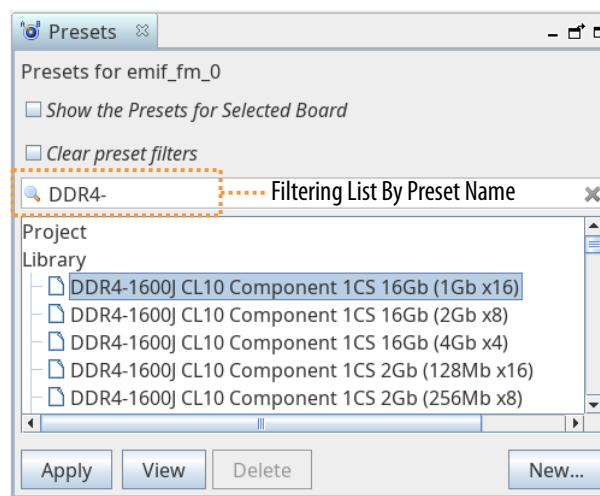 Presets
Presets for emif_fm_0
Show the Presets for Selected Board
Clear preset filters
DDR4-
Filtering List By Preset Name
Project
Library
DDR4-1600J CL10 Component 1CS 16Gb (1Gb x16)
DDR4-1600J CL10 Component 1CS 16Gb (2Gb x8)
DDR4-1600J CL10 Component 1CS 16Gb (4Gb x4)
DDR4-1600J CL10 Component 1CS 2Gb (128Mb x16)
DDR4-1600J CL10 Component 1CS 2Gb (256Mb x8)
Apply View Delete New...